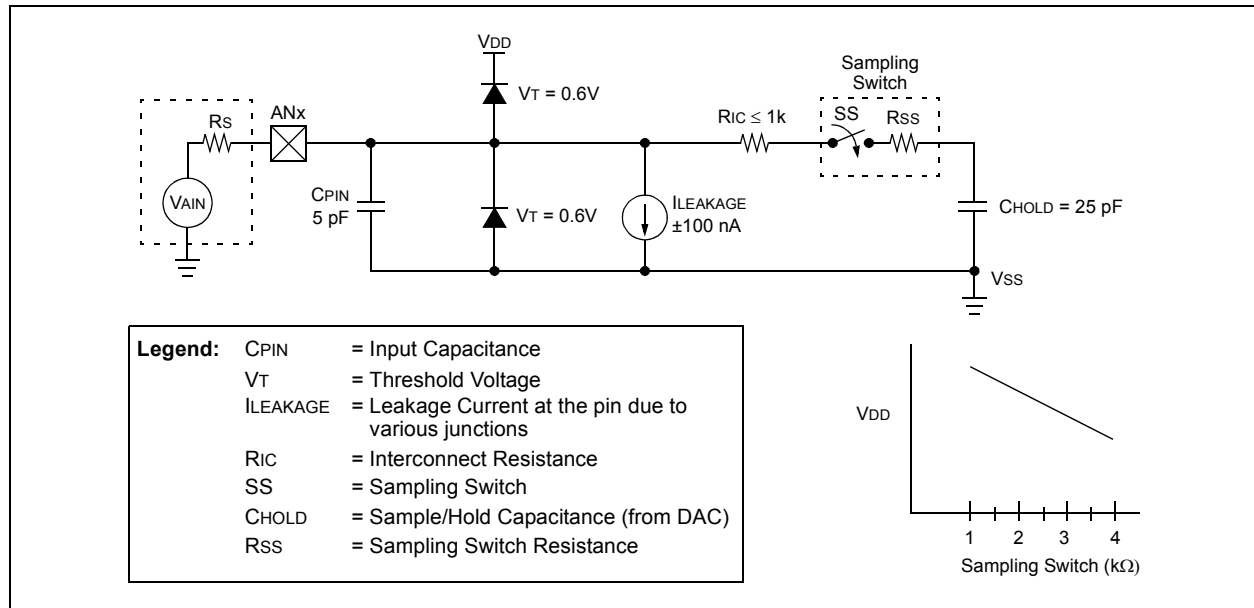 VDD
Sampling
Switch
VT = 0.6V
RS
ANx
RIC ≤ 1k
SS
RSS
VAIN
CPIN
5 pF
VT = 0.6V
ILEAKAGE
±100 nA
CHOLD = 25 pF
VSS
Legend: CPIN = Input Capacitance
VT = Threshold Voltage
ILEAKAGE = Leakage Current at the pin due to
various junctions
RIC = Interconnect Resistance
SS = Sampling Switch
CHOLD = Sample/Hold Capacitance (from DAC)
RSS = Sampling Switch Resistance
VDD
1 2 3 4
Sampling Switch (kΩ)